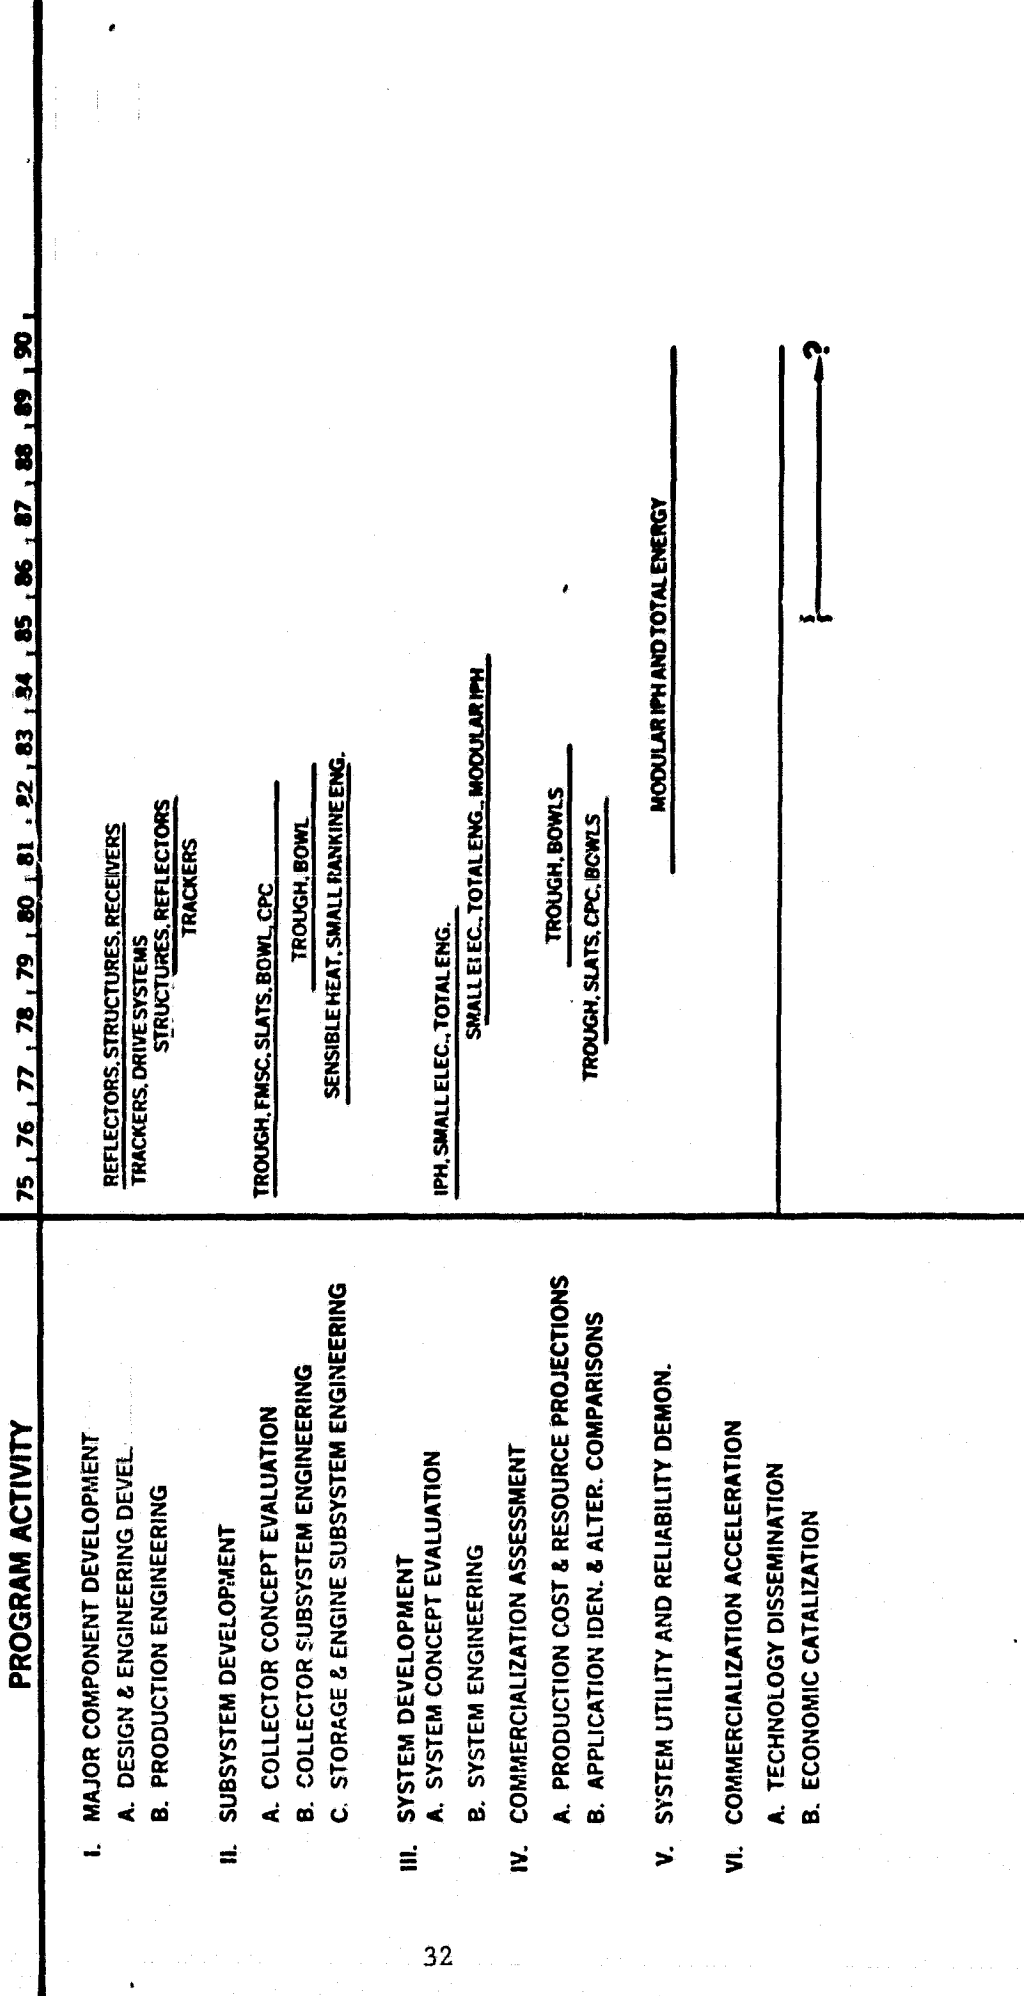 PROGRAM ACTIVITY
75 76 77 78 79 80 81 82 83 84 85 86 87 88 89 90
I. MAJOR COMPONENT DEVELOPMENT
A. DESIGN & ENGINEERING DEVEL.
REFLECTORS, STRUCTURES, RECEIVERS
TRACKERS, DRIVE SYSTEMS
B. PRODUCTION ENGINEERING
STRUCTURES, REFLECTORS
TRACKERS
II. SUBSYSTEM DEVELOPMENT
A. COLLECTOR CONCEPT EVALUATION
TROUGH, FMSC, SLATS, BOWL, CPC
B. COLLECTOR SUBSYSTEM ENGINEERING
TROUGH, BOWL
C. STORAGE & ENGINE SUBSYSTEM ENGINEERING
SENSIBLE HEAT, SMALL RANKINE ENG.
III. SYSTEM DEVELOPMENT
A. SYSTEM CONCEPT EVALUATION
IPH, SMALL ELEC., TOTAL ENG.
B. SYSTEM ENGINEERING
SMALL ELEC., TOTAL ENG., MODULAR IPH
IV. COMMERCIALIZATION ASSESSMENT
A. PRODUCTION COST & RESOURCE PROJECTIONS
TROUGH, BOWLS
B. APPLICATION IDEN. & ALTER. COMPARISONS
TROUGH, SLATS, CPC, BOWLS
V. SYSTEM UTILITY AND RELIABILITY DEMON.
MODULAR IPH AND TOTAL ENERGY
VI. COMMERCIALIZATION ACCELERATION
A. TECHNOLOGY DISSEMINATION
B. ECONOMIC CATALIZATION
?
32